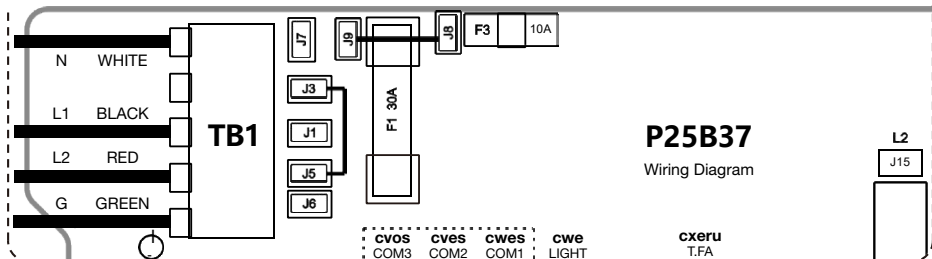 J7
J9
J8
F3 10A
N WHITE
J3
F1 30A
L1 BLACK
TB1
J1
P25B37
L2
L2 RED
Wiring Diagram
J15
J5
G GREEN
J6
cvos cves cwes cwe cxeru
COM3 COM2 COM1 LIGHT T.FA